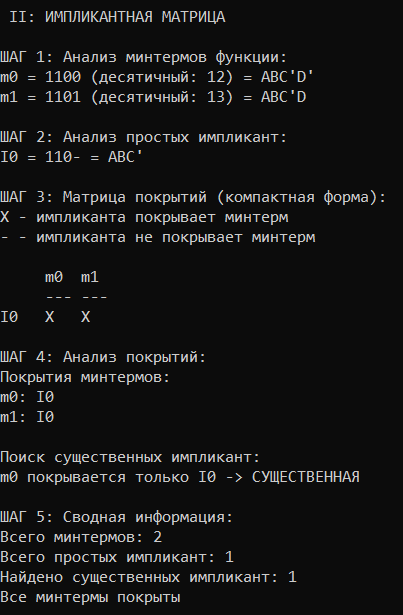 II: ИМПЛИКАНТНАЯ МАТРИЦА
ШАГ 1: Анализ минтермов функции:
m0 = 1100 (десятичный: 12) = ABC'D'
m1 = 1101 (десятичный: 13) = ABC'D
ШАГ 2: Анализ простых импликант:
I0 = 110- = ABC'
ШАГ 3: Матрица покрытий (компактная форма):
X - импликанта покрывает минтерм
- - импликанта не покрывает минтерм
m0 m1
--- ---
I0 X X
ШАГ 4: Анализ покрытий:
Покрытия минтермов:
m0: I0
m1: I0
Поиск существенных импликант:
m0 покрывается только I0 -> СУЩЕСТВЕННАЯ
ШАГ 5: Сводная информация:
Всего минтермов: 2
Всего простых импликант: 1
Найдено существенных импликант: 1
Все минтермы покрыты